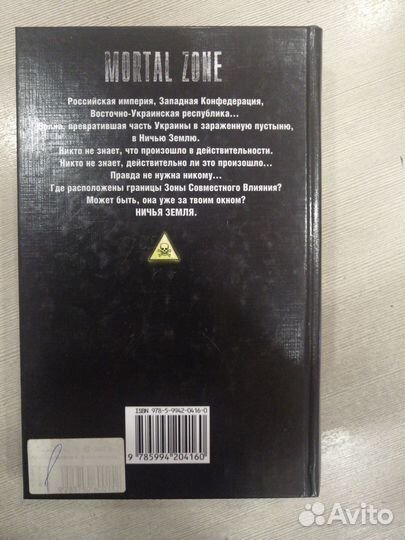 MORTAL ZONE
Российская империя, Западная Конфедерация,
Восточно-Украинская республика...
превратившая часть Украины в зараженную пустыню,
в Ничью Землю.
Никто не знает, что произошло в действительности.
Никто не знает, действительно ли это произошло...
Правда не нужна никому...
Где расположены границы Зоны Совместного Влияния?
Может быть, она уже за твоим окном?
НИЧЬЯ ЗЕМЛЯ.
ISBN 978-5-9942-0416-0
9 785994 204160
Avito